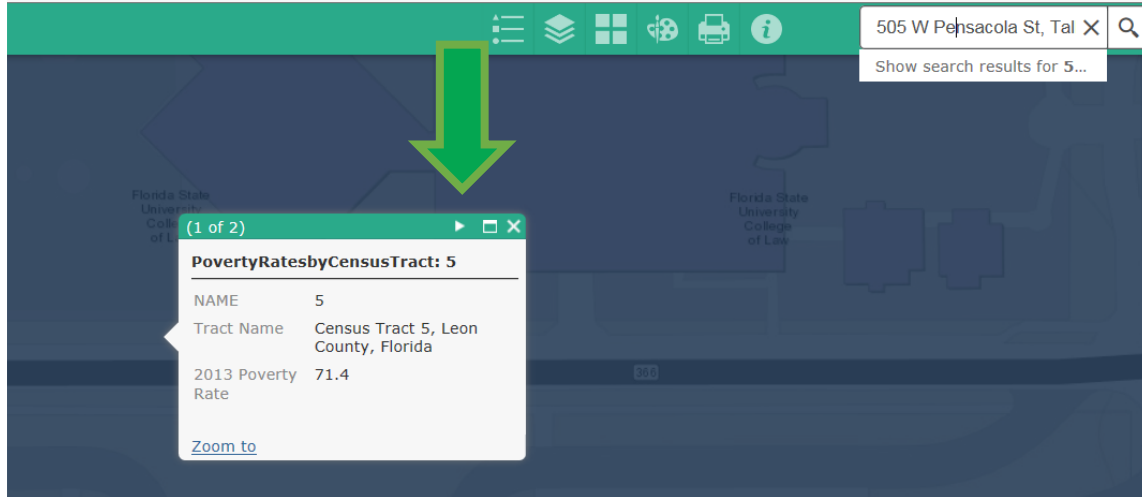 505 W Pensacola St, Tal
Show search results for 5...
Florida State
University
Colle
of L
Florida State
University
College
of Law
(1 of 2)
PovertyRatesbyCensusTract: 5
NAME 5
Tract Name Census Tract 5, Leon
County, Florida
2013 Poverty 71.4
Rate
Zoom to
366